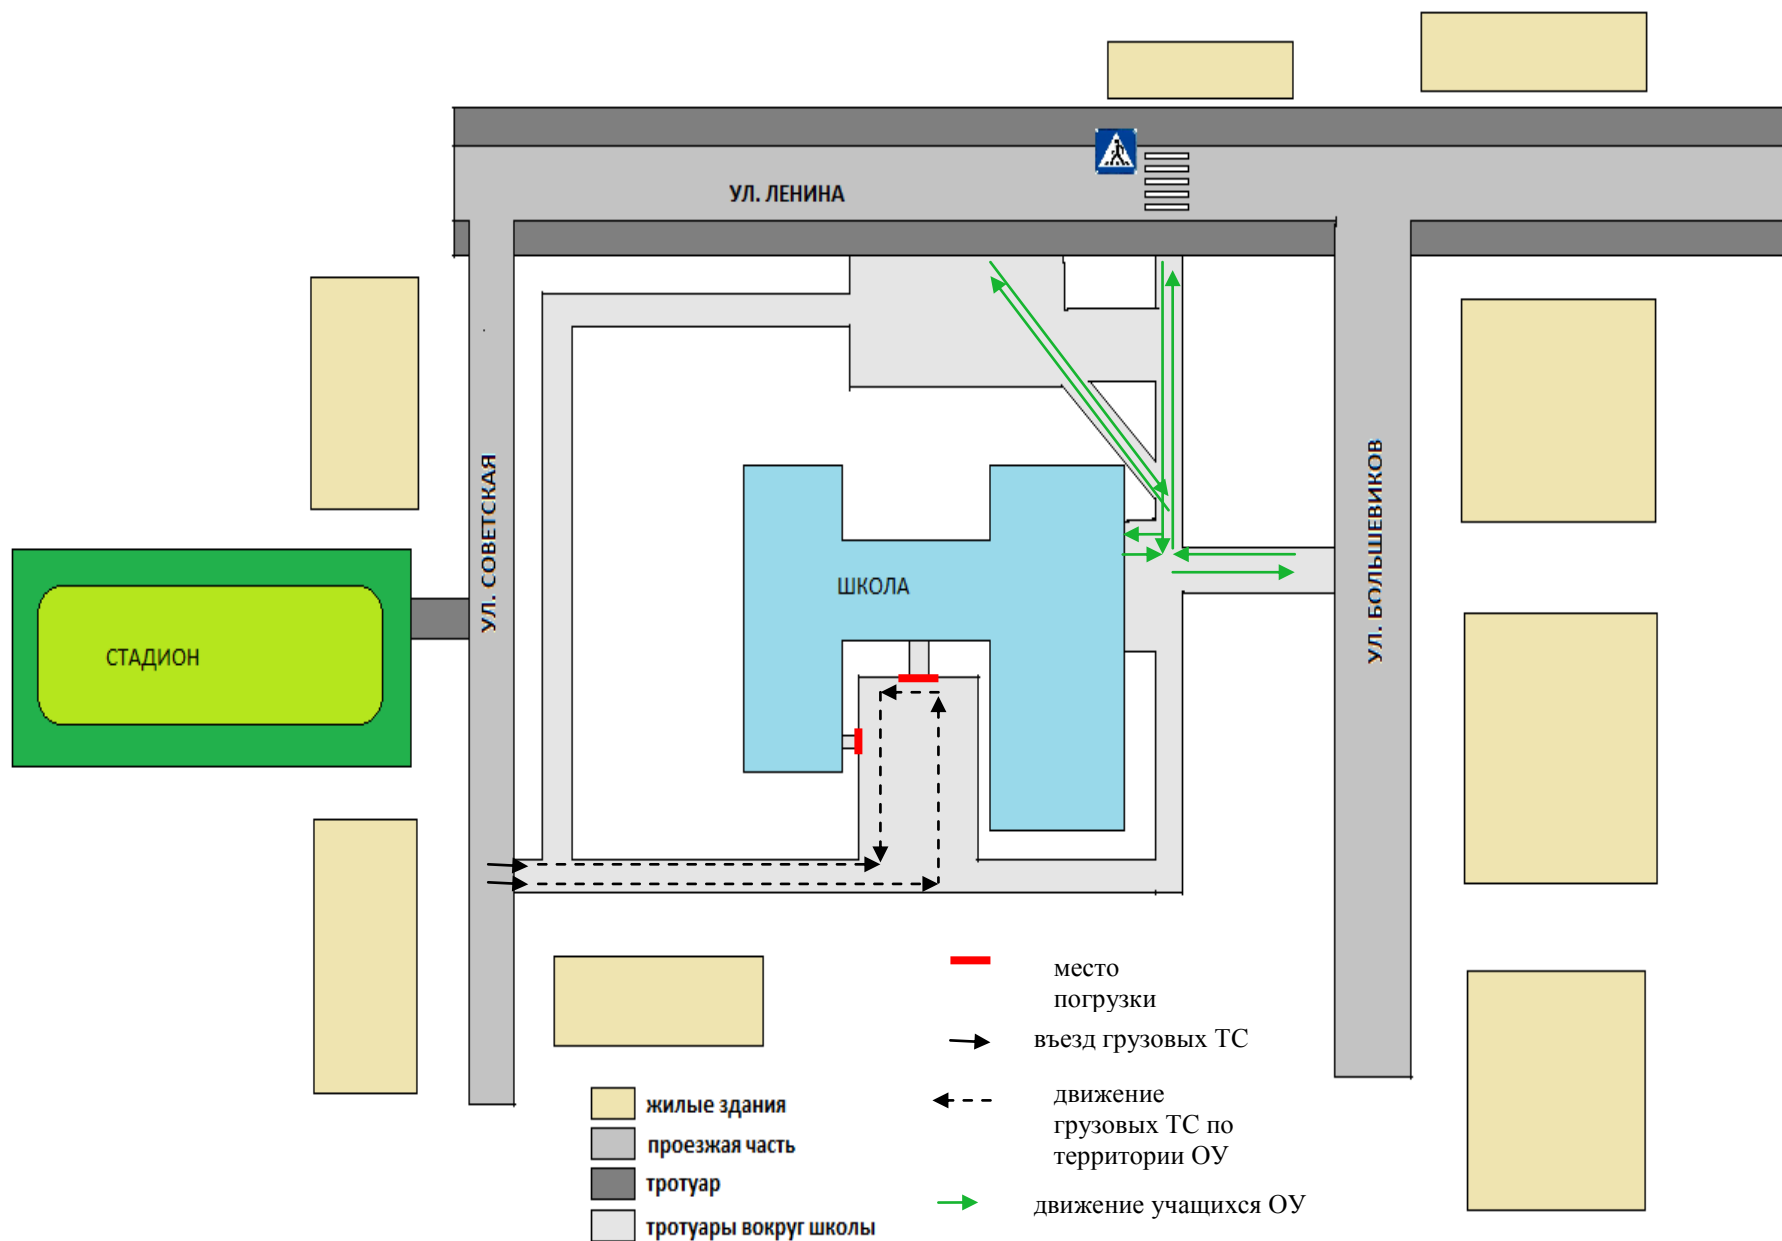 УЛ. ЛЕНИНА
УЛ. СОВЕТСКАЯ
УЛ. БОЛЬШЕВИКОВ
ШКОЛА
СТАДИОН
место
погрузки
въезд грузовых ТС
движение
грузовых ТС по
территории ОУ
движение учащихся ОУ
жилые здания
проезжая часть
тротуар
тротуары вокруг школы